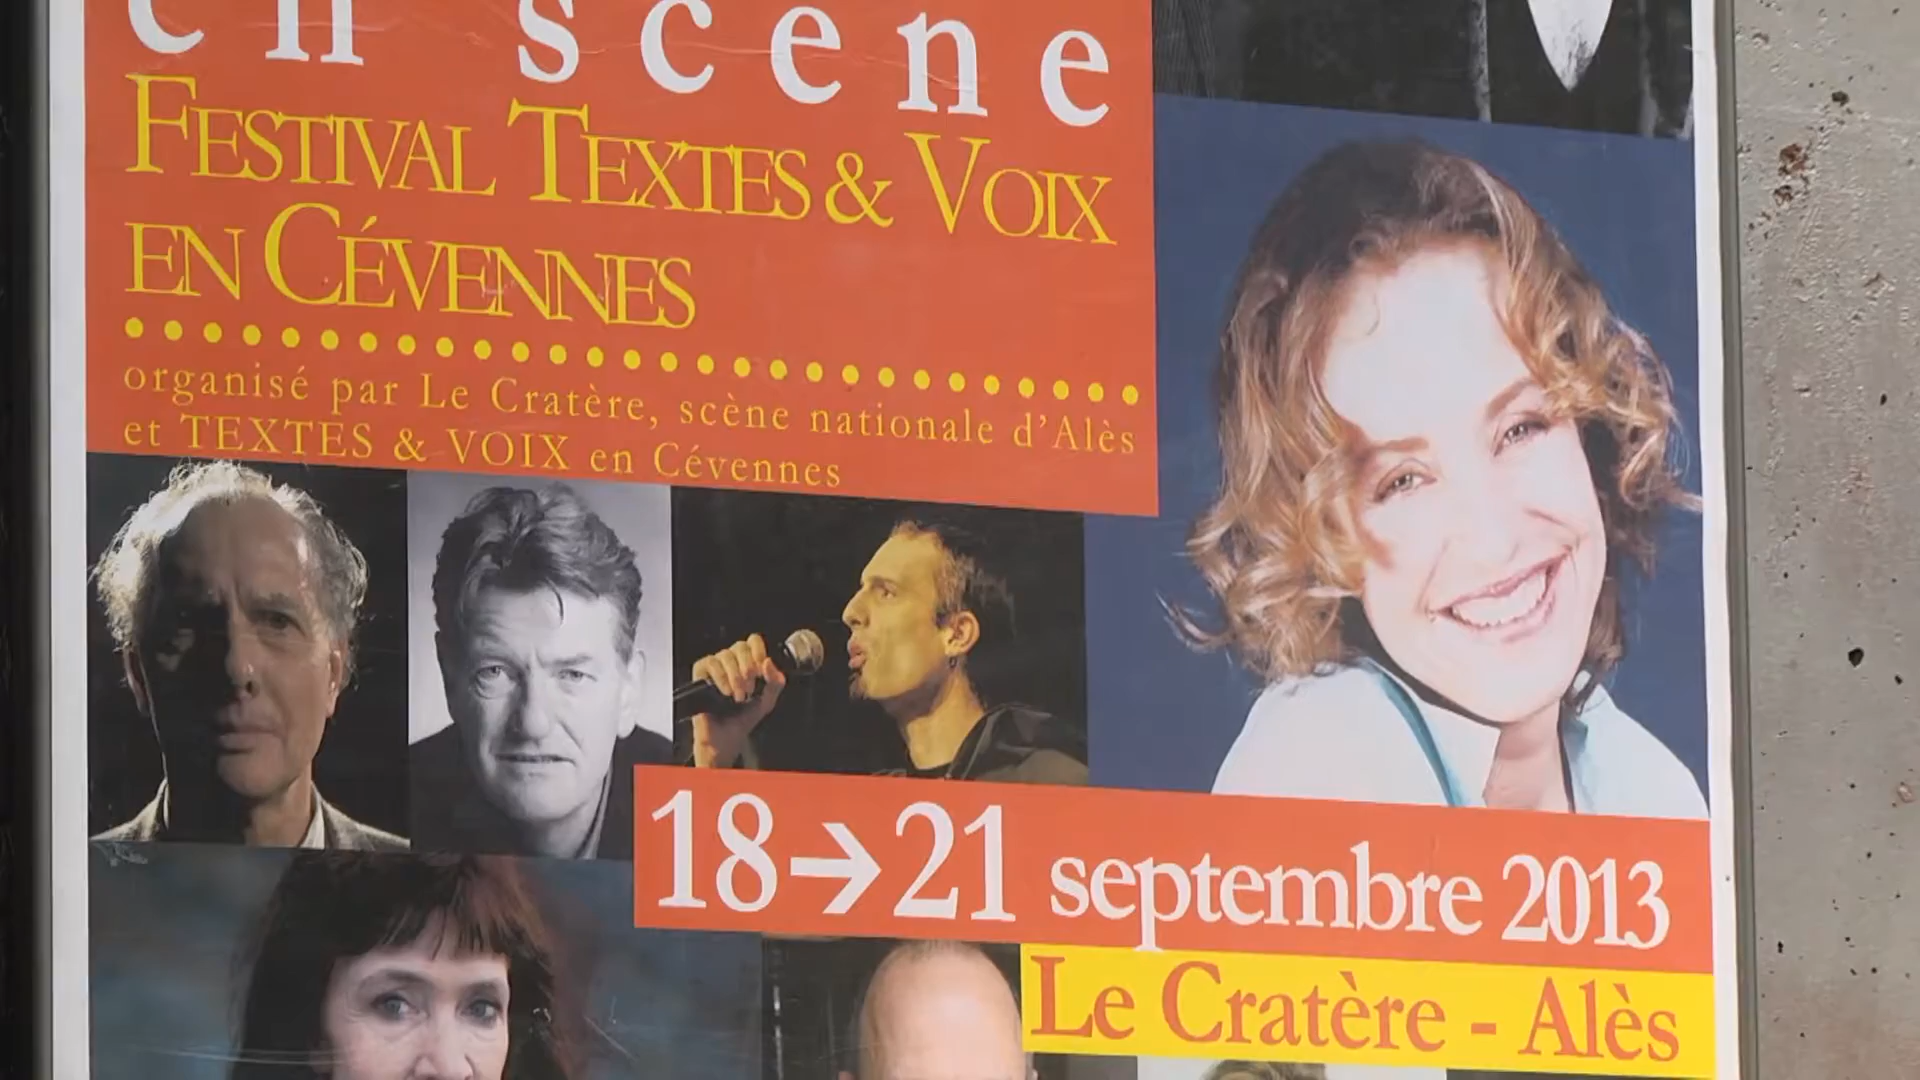 en scène
FESTIVAL TEXTES & VOIX
EN CÉVENNES
organisé par Le Cratère, scène nationale d'Alès
et TEXTES & VOIX en Cévennes
18→21 septembre 2013
Le Cratère - Alès